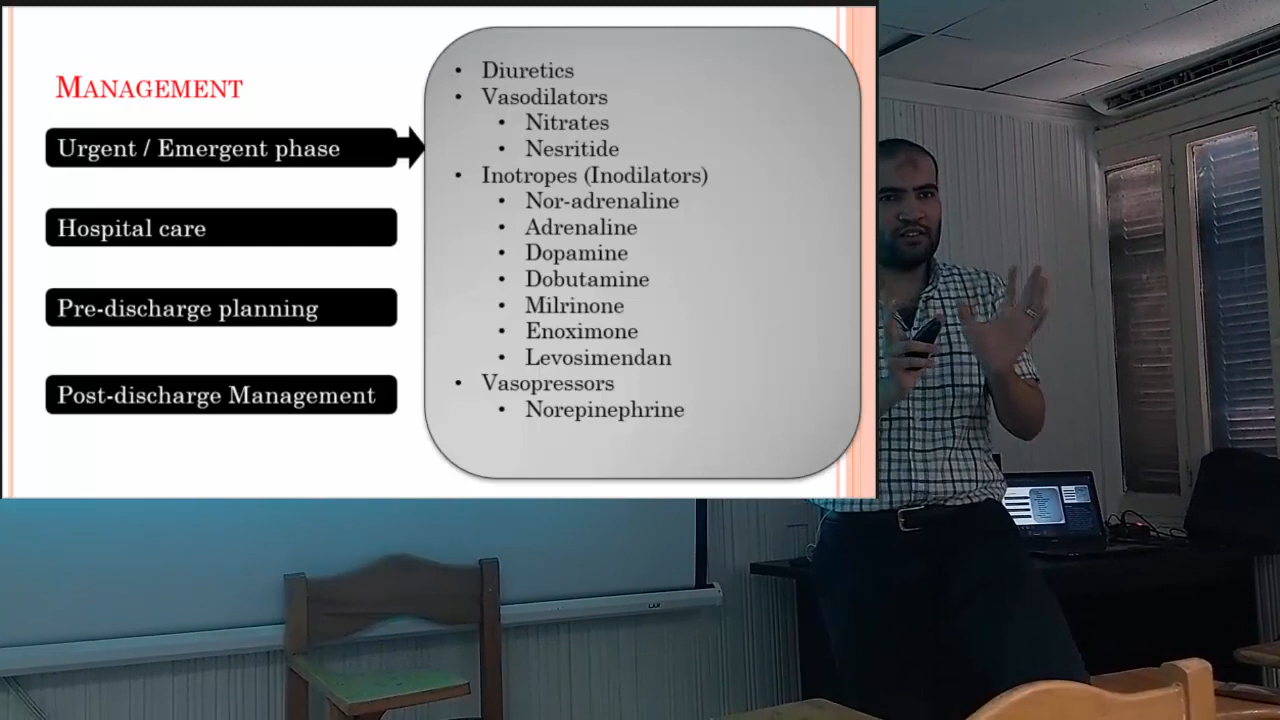 MANAGEMENT
Urgent / Emergent phase
Hospital care
Pre-discharge planning
Post-discharge Management
• Diuretics
• Vasodilators
• Nitrates
• Nesritide
• Inotropes (Inodilators)
• Nor-adrenaline
• Adrenaline
• Dopamine
• Dobutamine
• Milrinone
• Enoximone
• Levosimendan
• Vasopressors
• Norepinephrine